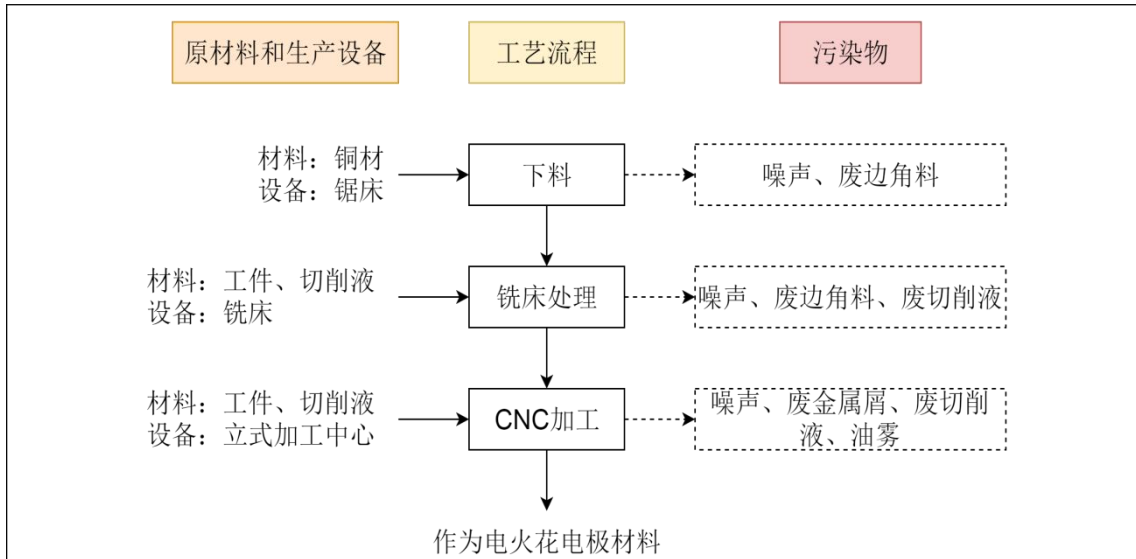 原材料和生产设备
工艺流程
污染物
材料：铜材
设备：锯床
下料
噪声、废边角料
材料：工件、切削液
设备：铣床
铣床处理
噪声、废边角料、废切削液
材料：工件、切削液
设备：立式加工中心
CNC加工
噪声、废金属屑、废切削
液、油雾
作为电火花电极材料